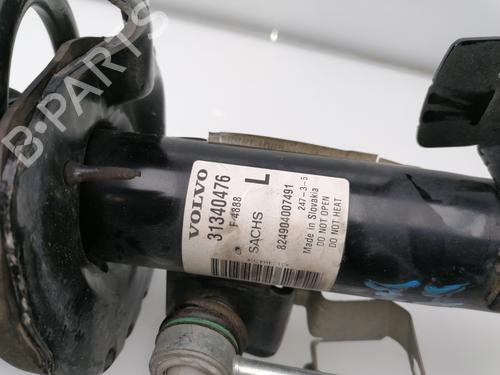 B-PARTS
VOLVO
31340476
F 4888 L
SACHS
824904007491
247-3-5
Made in Slovakia
DO NOT OPEN
DO NOT HEAT